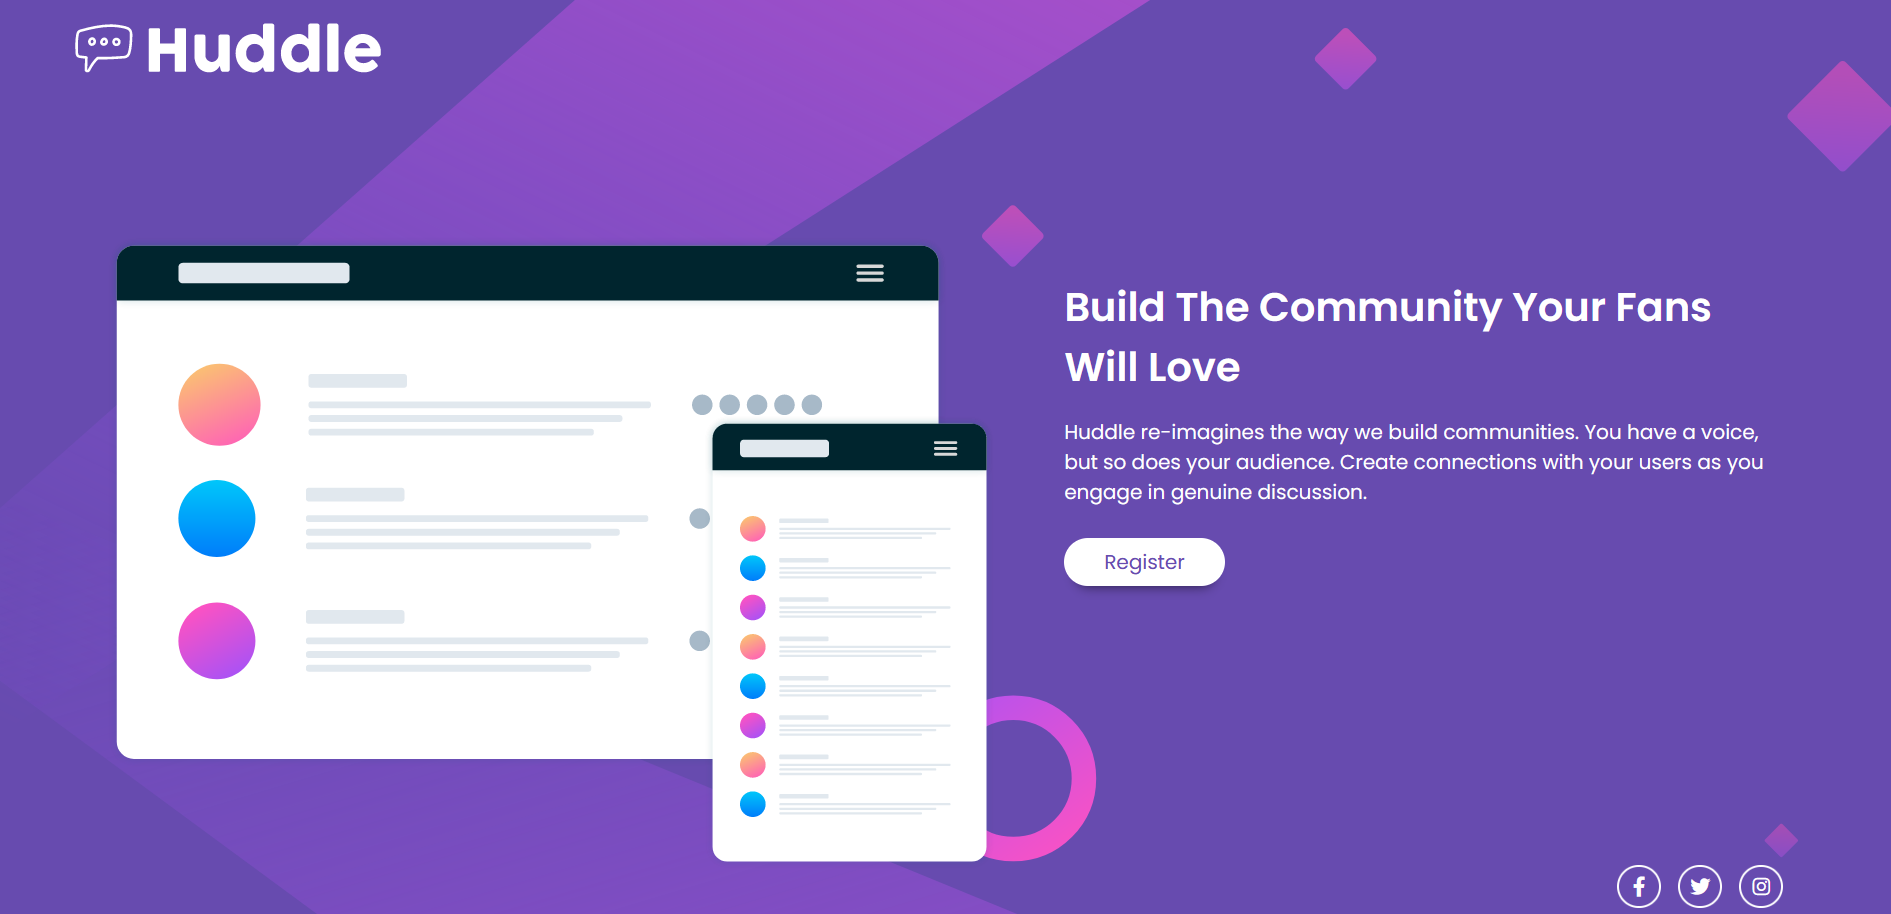 Huddle
Build The Community Your Fans
Will Love
Huddle re-imagines the way we build communities. You have a voice,
but so does your audience. Create connections with your users as you
engage in genuine discussion.
Register